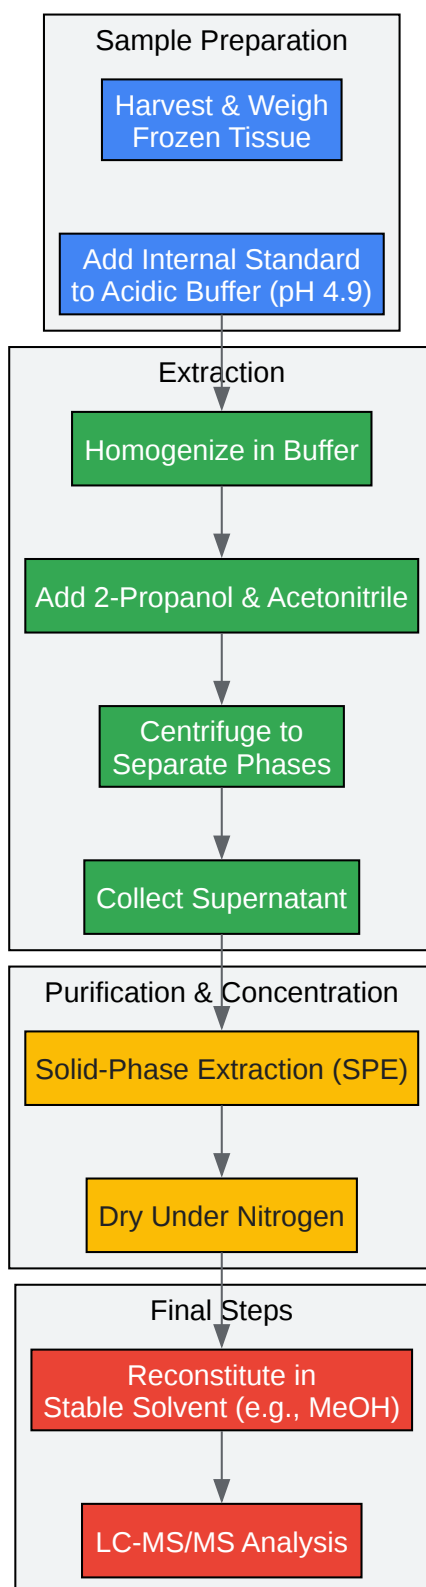 Sample Preparation
Harvest & Weigh
Frozen Tissue
Add Internal Standard
to Acidic Buffer (pH 4.9)
Extraction
Homogenize in Buffer
Add 2-Propanol & Acetonitrile
Centrifuge to
Separate Phases
Collect Supernatant
Purification & Concentration
Solid-Phase Extraction (SPE)
Dry Under Nitrogen
Final Steps
Reconstitute in
Stable Solvent (e.g., MeOH)
LC-MS/MS Analysis